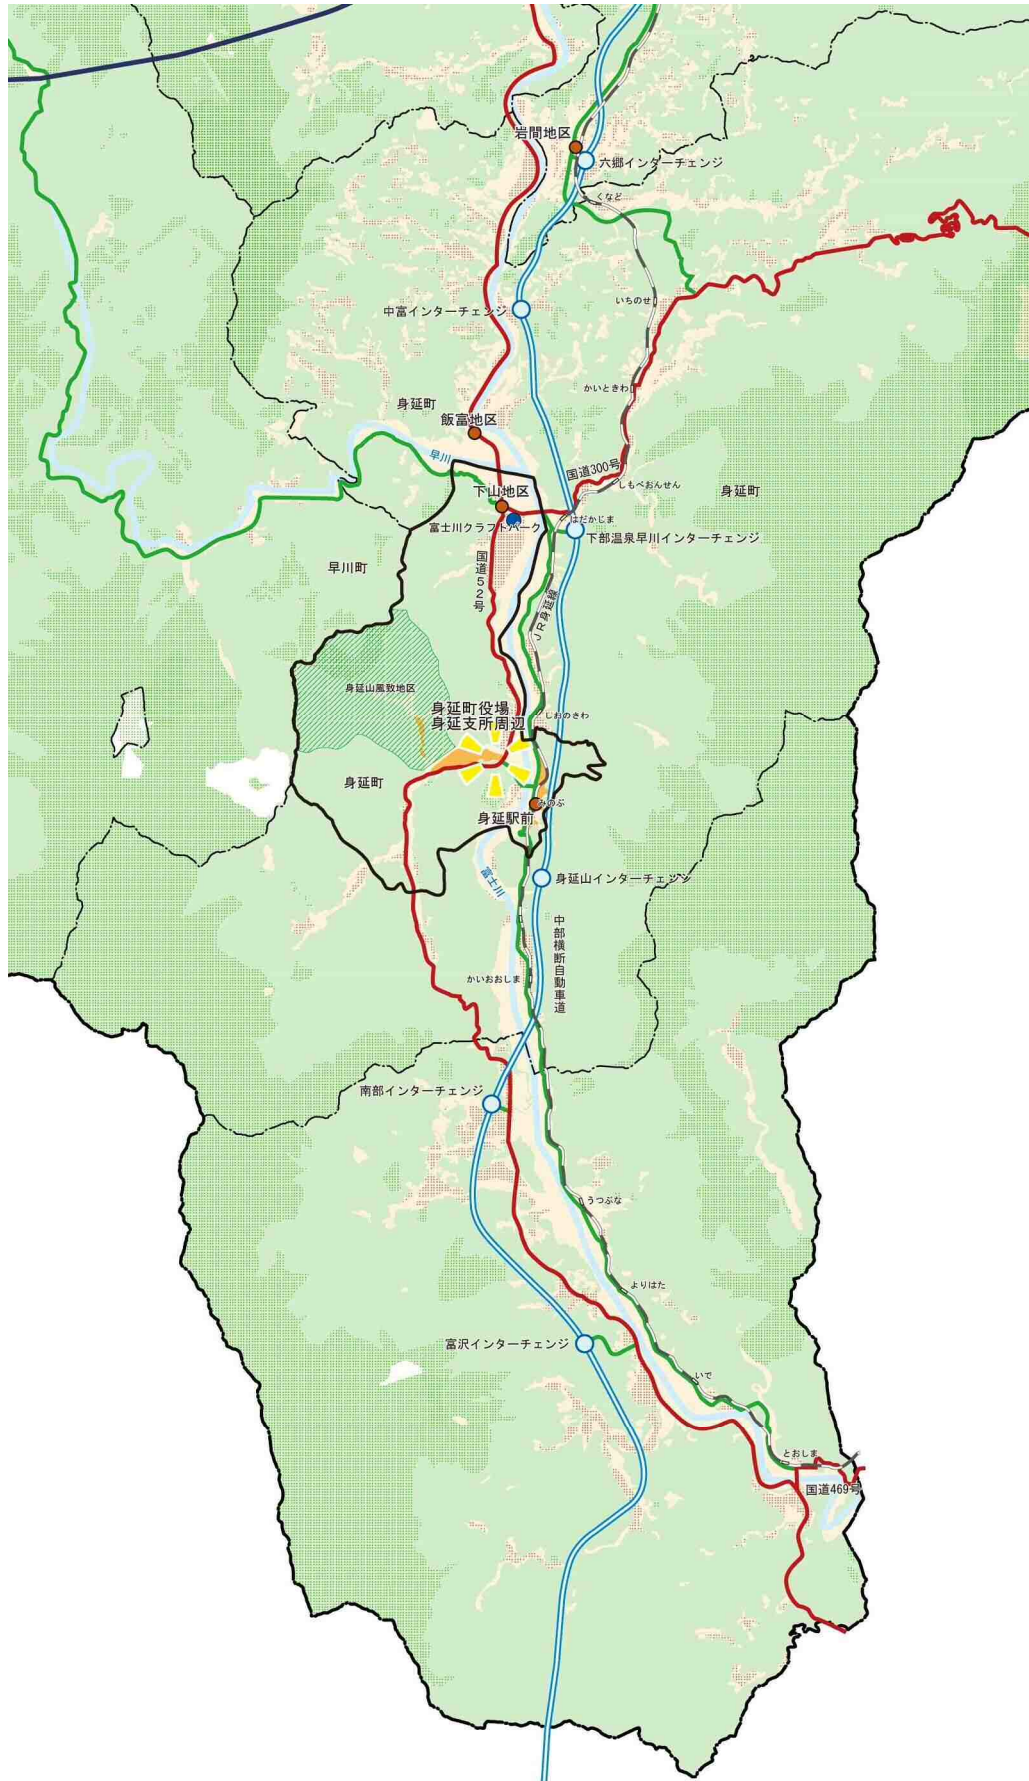 岩間地区
六郷インターチェンジ
くなど
いちのせ
中富インターチェンジ
かいときわ
身延町
飯富地区
早川
国道300号
しもべおんせん
身延町
下山地区
富士川クラフトパーク
はだかじま
下部温泉早川インターチェンジ
早川町
国道52号
JR身延線
身延山風致地区
身延町役場
身延支所周辺
しおのさわ
身延町
みのぶ
身延駅前
富士川
身延山インターチェンジ
中部横断自動車道
かいおおしま
南部インターチェンジ
うつぶな
よりはた
富沢インターチェンジ
いで
とおしま
国道469号